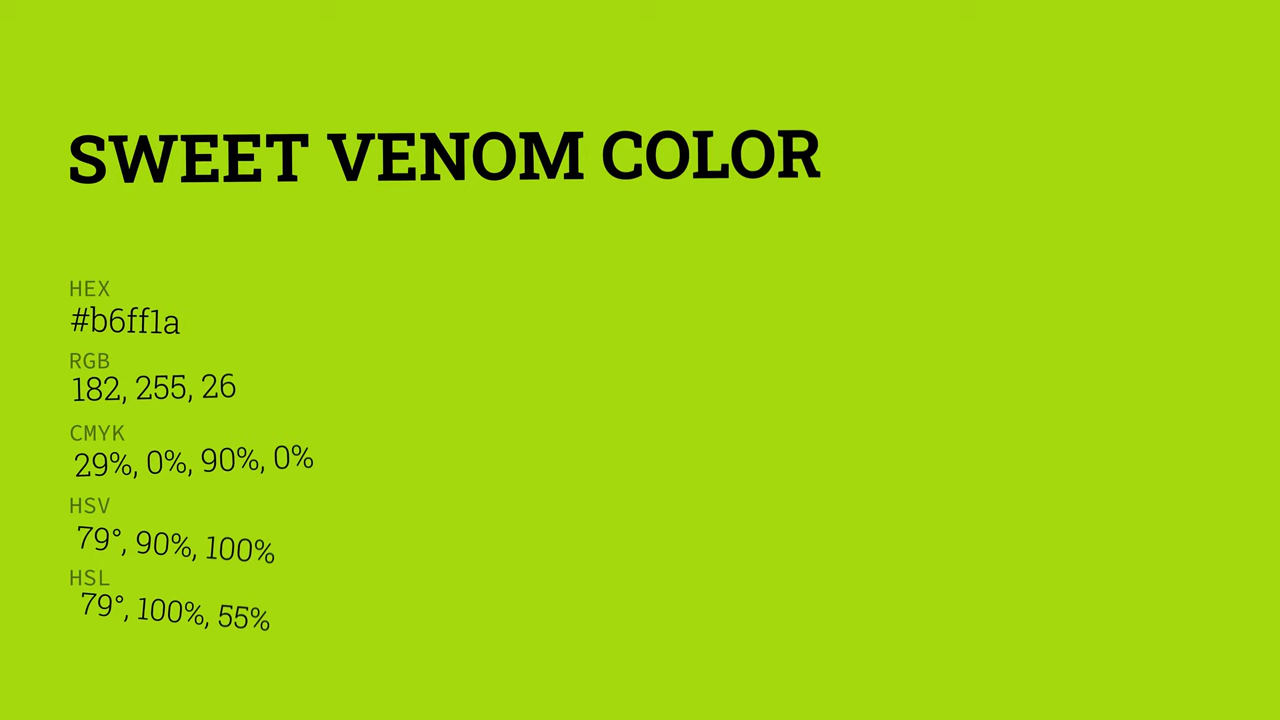 SWEET VENOM COLOR
HEX
#b6ff1a
RGB
182, 255, 26
CMYK
29%, 0%, 90%, 0%
HSV
79°, 90%, 100%
HSL
79°, 100%, 55%